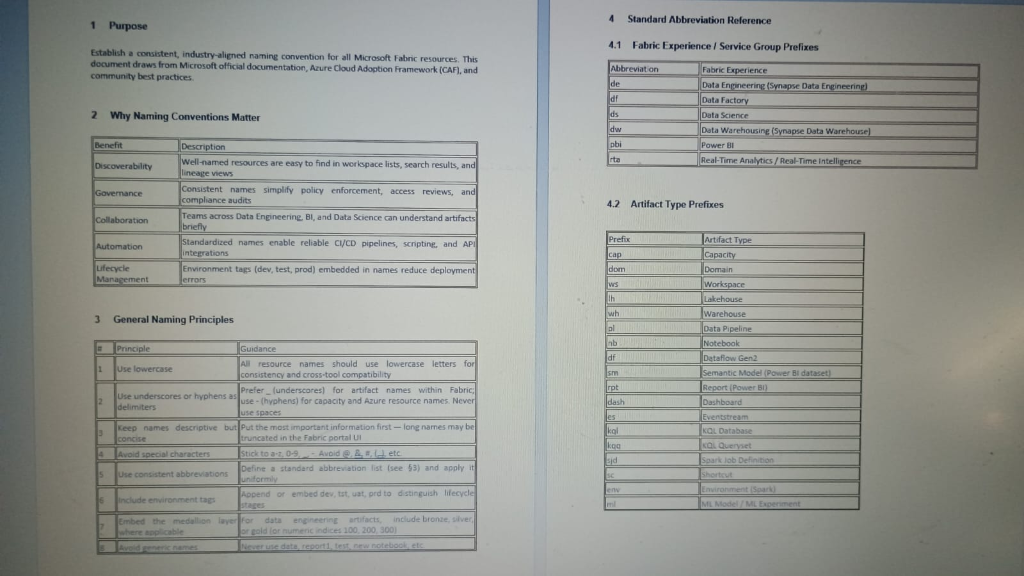 1 Purpose
Establish a consistent, industry-aligned naming convention for all Microsoft Fabric resources. This
document draws from Microsoft official documentation, Azure Cloud Adoption Framework (CAF), and
community best practices.
2 Why Naming Conventions Matter
Benefit Description
Discoverability Well-named resources are easy to find in workspace lists, search results, and
lineage views
Governance Consistent names simplify policy enforcement, access reviews, and
compliance audits
Collaboration Teams across Data Engineering, BI, and Data Science can understand artifacts
briefly
Automation Standardized names enable reliable CI/CD pipelines, scripting, and API
integrations
Lifecycle Environment tags (dev, test, prod) embedded in names reduce deployment
Management errors
3 General Naming Principles
# Principle Guidance
1 Use lowercase All resource names should use lowercase letters for
consistency and cross-tool compatibility
2 Use underscores or hyphens as Prefer _ (underscores) for artifact names within Fabric;
delimiters use - (hyphens) for capacity and Azure resource names. Never
use spaces
3 Keep names descriptive but Put the most important information first — long names may be
concise truncated in the Fabric portal UI
4 Avoid special characters Stick to a-z, 0-9, _, -. Avoid @, &, #, etc.
5 Use consistent abbreviations Define a standard abbreviation list (see §3) and apply it
uniformly
6 Include environment tags Append or embed dev, tst, uat, prd to distinguish lifecycle
stages
7 Embed the medallion layer For data engineering artifacts, include bronze, silver,
where applicable or gold (or numeric indices 100, 200, 300)
8 Avoid generic names Never use data, report1, test, new notebook, etc.
4 Standard Abbreviation Reference
4.1 Fabric Experience / Service Group Prefixes
Abbreviation Fabric Experience
de Data Engineering (Synapse Data Engineering)
df Data Factory
ds Data Science
dw Data Warehousing (Synapse Data Warehouse)
pbi Power BI
rta Real-Time Analytics / Real-Time Intelligence
4.2 Artifact Type Prefixes
Prefix Artifact Type
cap Capacity
dom Domain
ws Workspace
lh Lakehouse
wh Warehouse
pl Data Pipeline
nb Notebook
df Dataflow Gen2
sm Semantic Model (Power BI dataset)
rpt Report (Power BI)
dash Dashboard
es Eventstream
kql KQL Database
kqq KQL Queryset
sjd Spark Job Definition
sc Shortcut
env Environment (Spark)
ml ML Model / ML Experiment